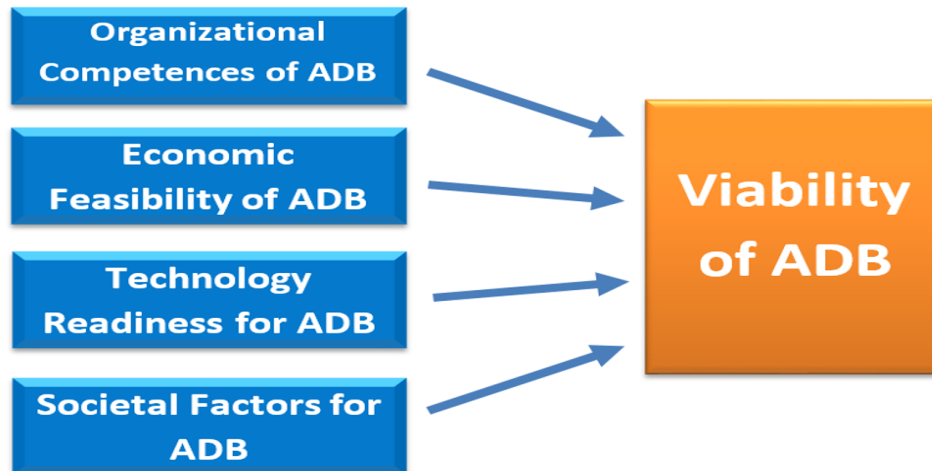 Organizational
Competences of ADB
Economic
Feasibility of ADB
Technology
Readiness for ADB
Societal Factors for
ADB
Viability
of ADB